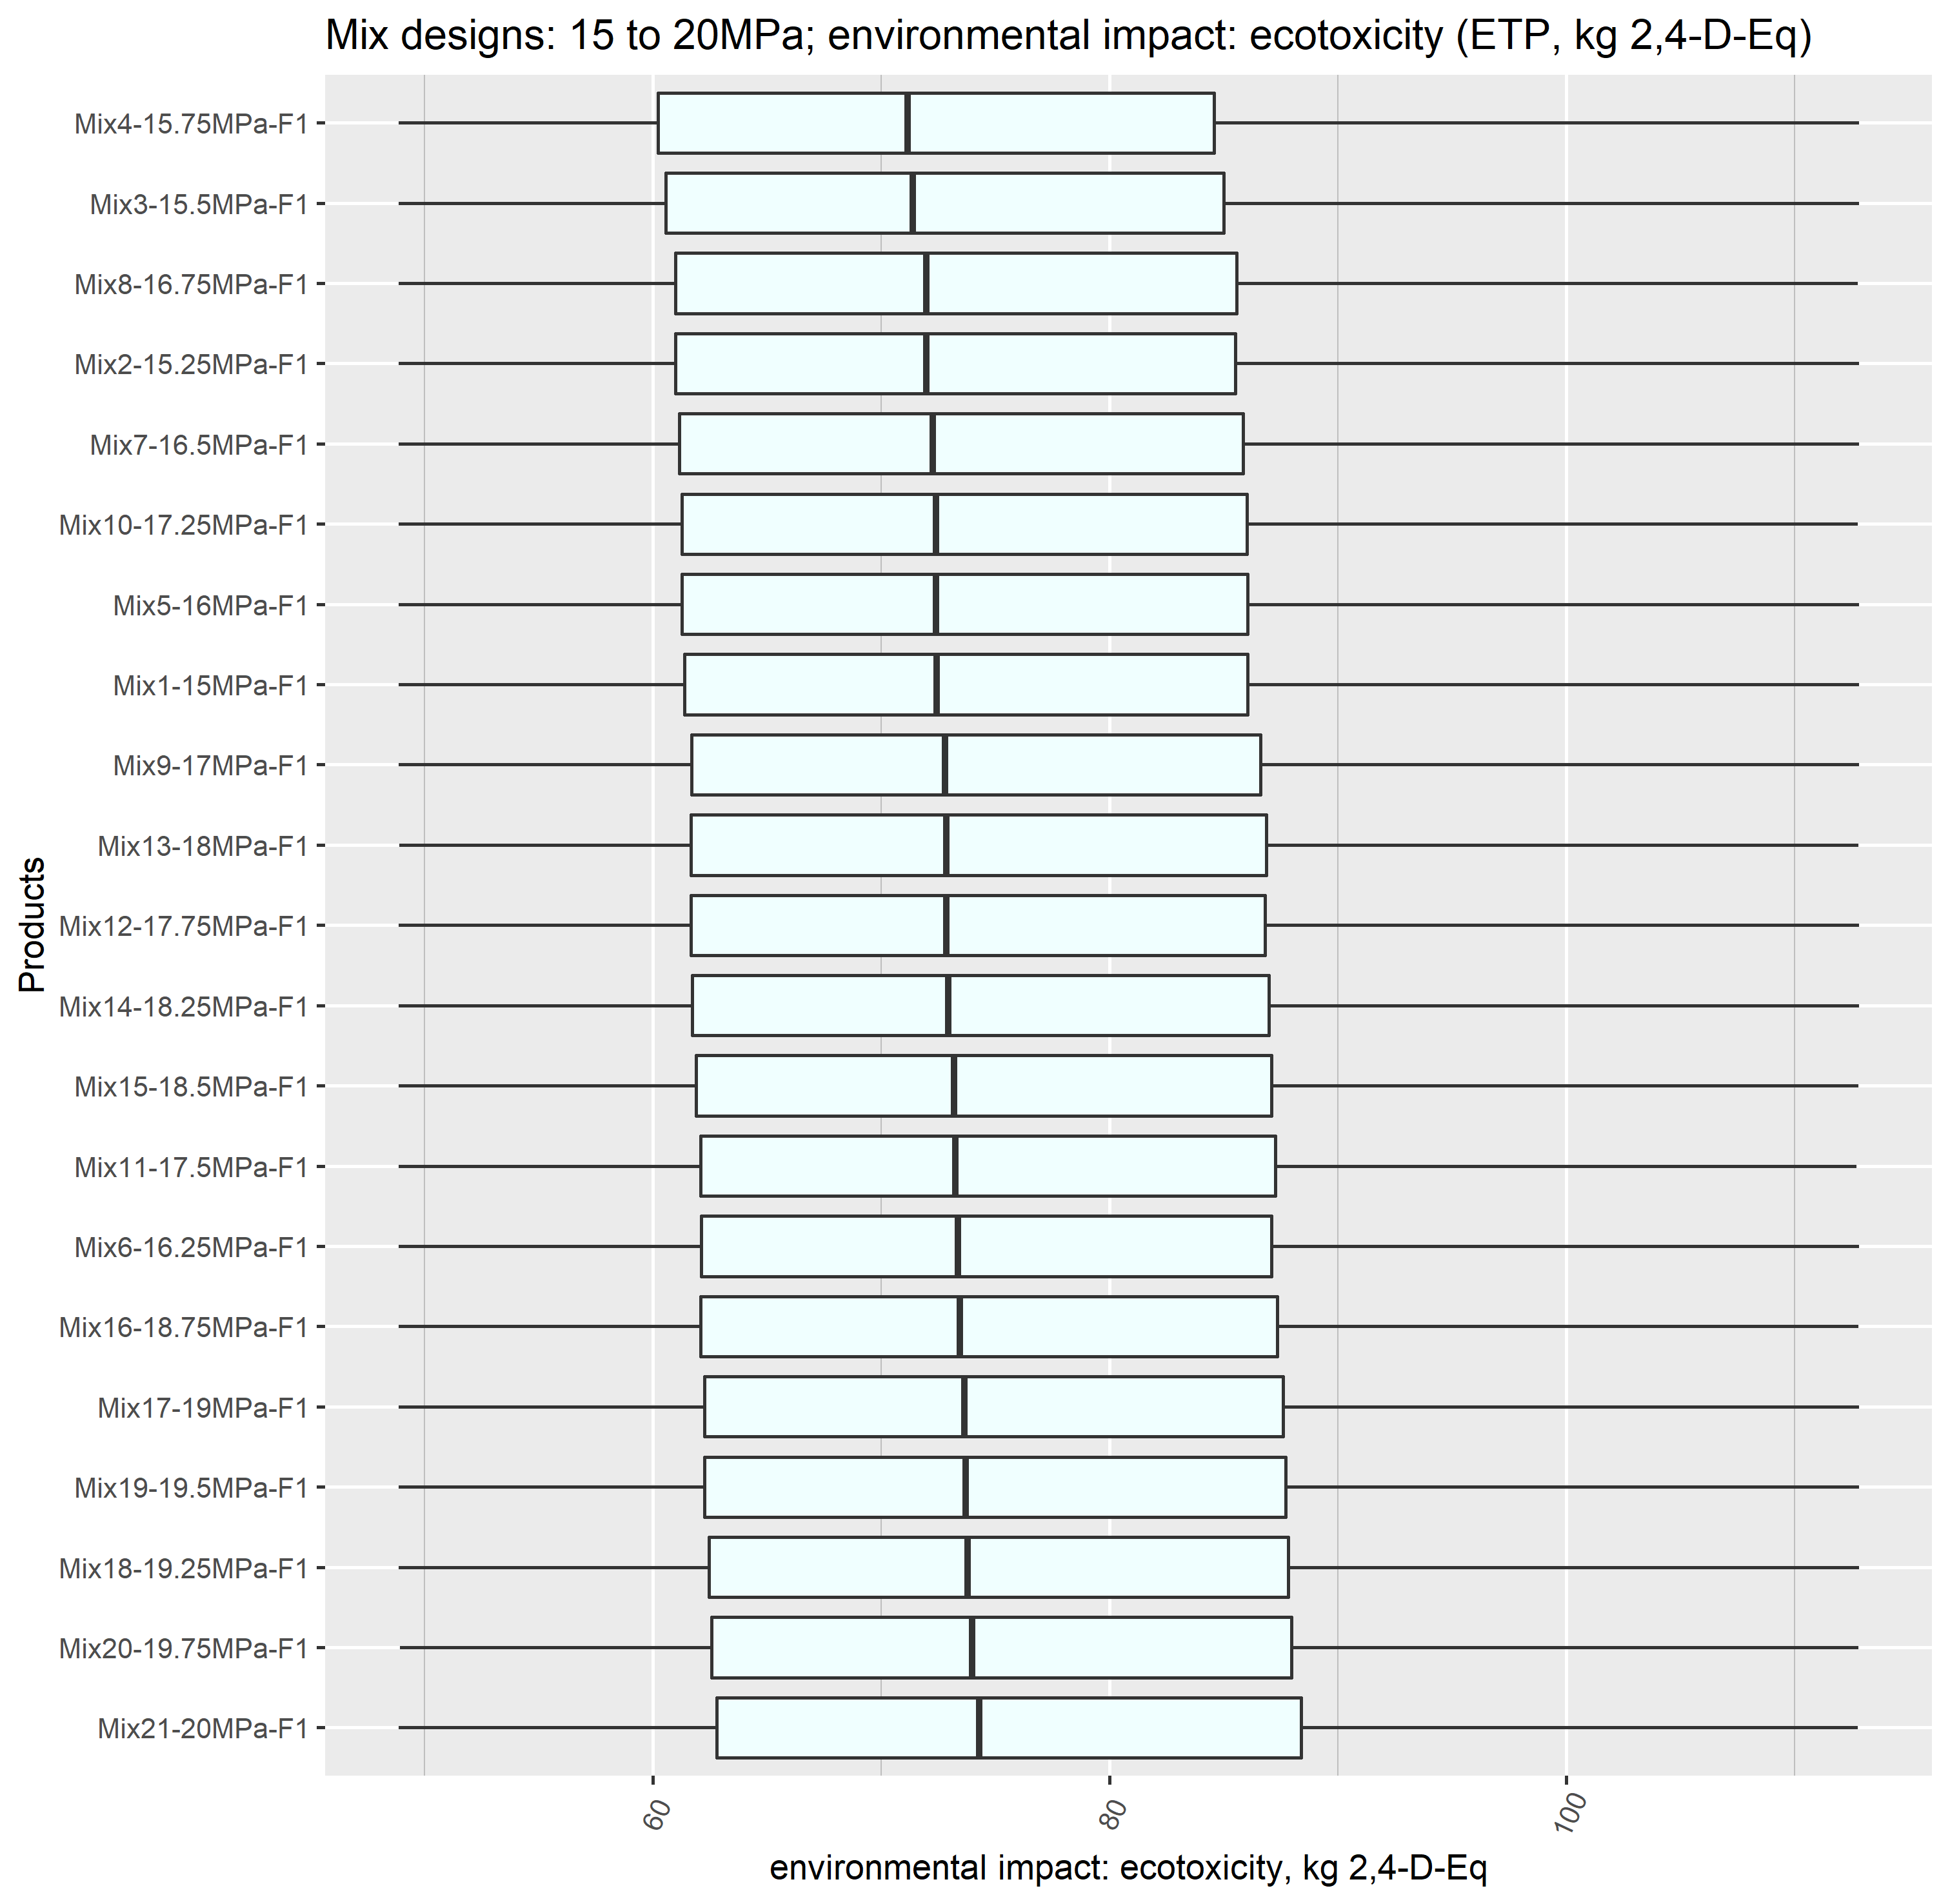 Mix designs: 15 to 20MPa; environmental impact: ecotoxicity (ETP, kg 2,4-D-Eq)
Products
Mix4-15.75MPa-F1
Mix3-15.5MPa-F1
Mix8-16.75MPa-F1
Mix2-15.25MPa-F1
Mix7-16.5MPa-F1
Mix10-17.25MPa-F1
Mix5-16MPa-F1
Mix1-15MPa-F1
Mix9-17MPa-F1
Mix13-18MPa-F1
Mix12-17.75MPa-F1
Mix14-18.25MPa-F1
Mix15-18.5MPa-F1
Mix11-17.5MPa-F1
Mix6-16.25MPa-F1
Mix16-18.75MPa-F1
Mix17-19MPa-F1
Mix19-19.5MPa-F1
Mix18-19.25MPa-F1
Mix20-19.75MPa-F1
Mix21-20MPa-F1
60
80
100
environmental impact: ecotoxicity, kg 2,4-D-Eq